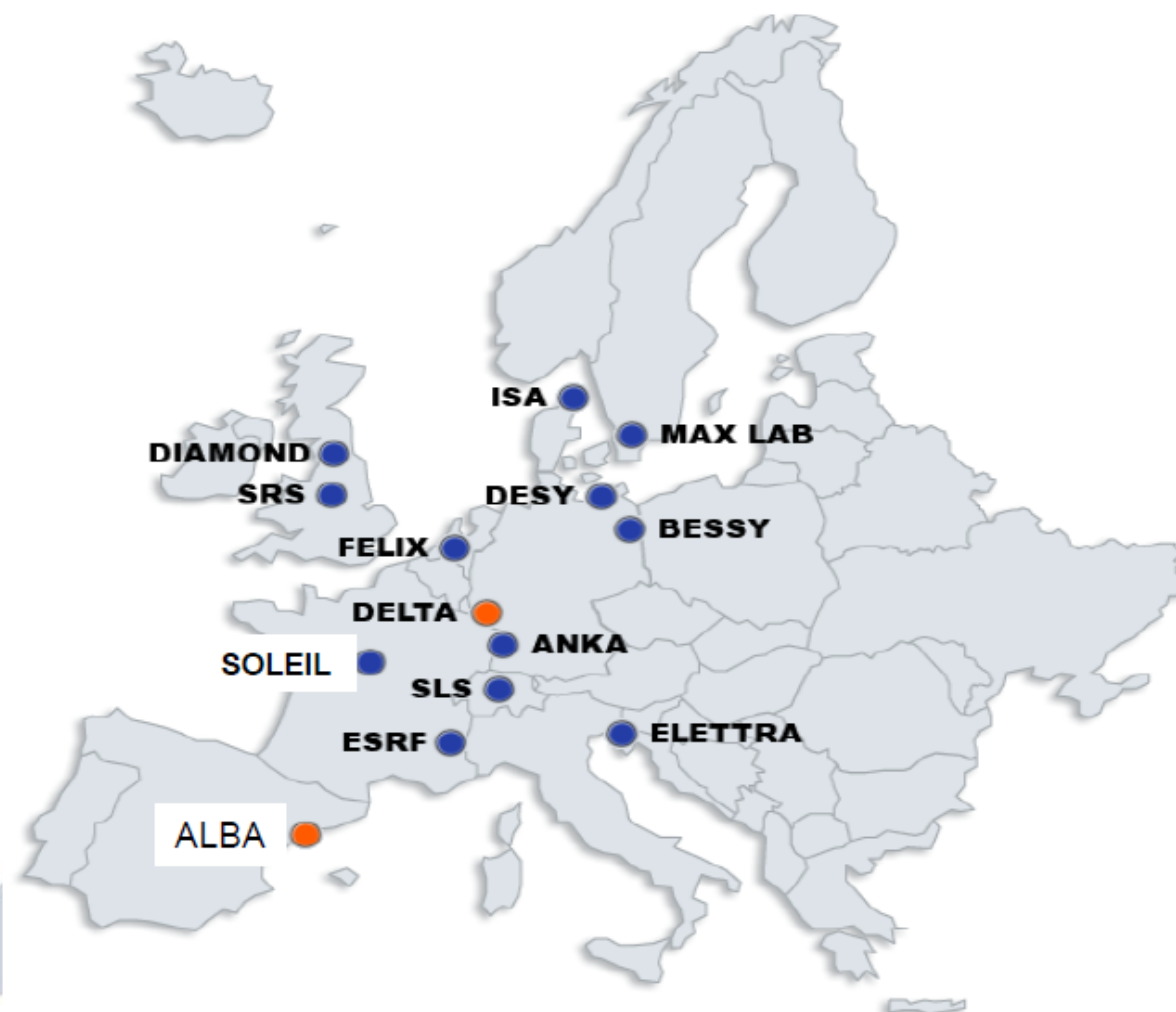 ISA
MAX LAB
DIAMOND
SRS
DESY
BESSY
FELIX
DELTA
ANKA
SOLEIL
SLS
ESRF
ELETTRA
ALBA